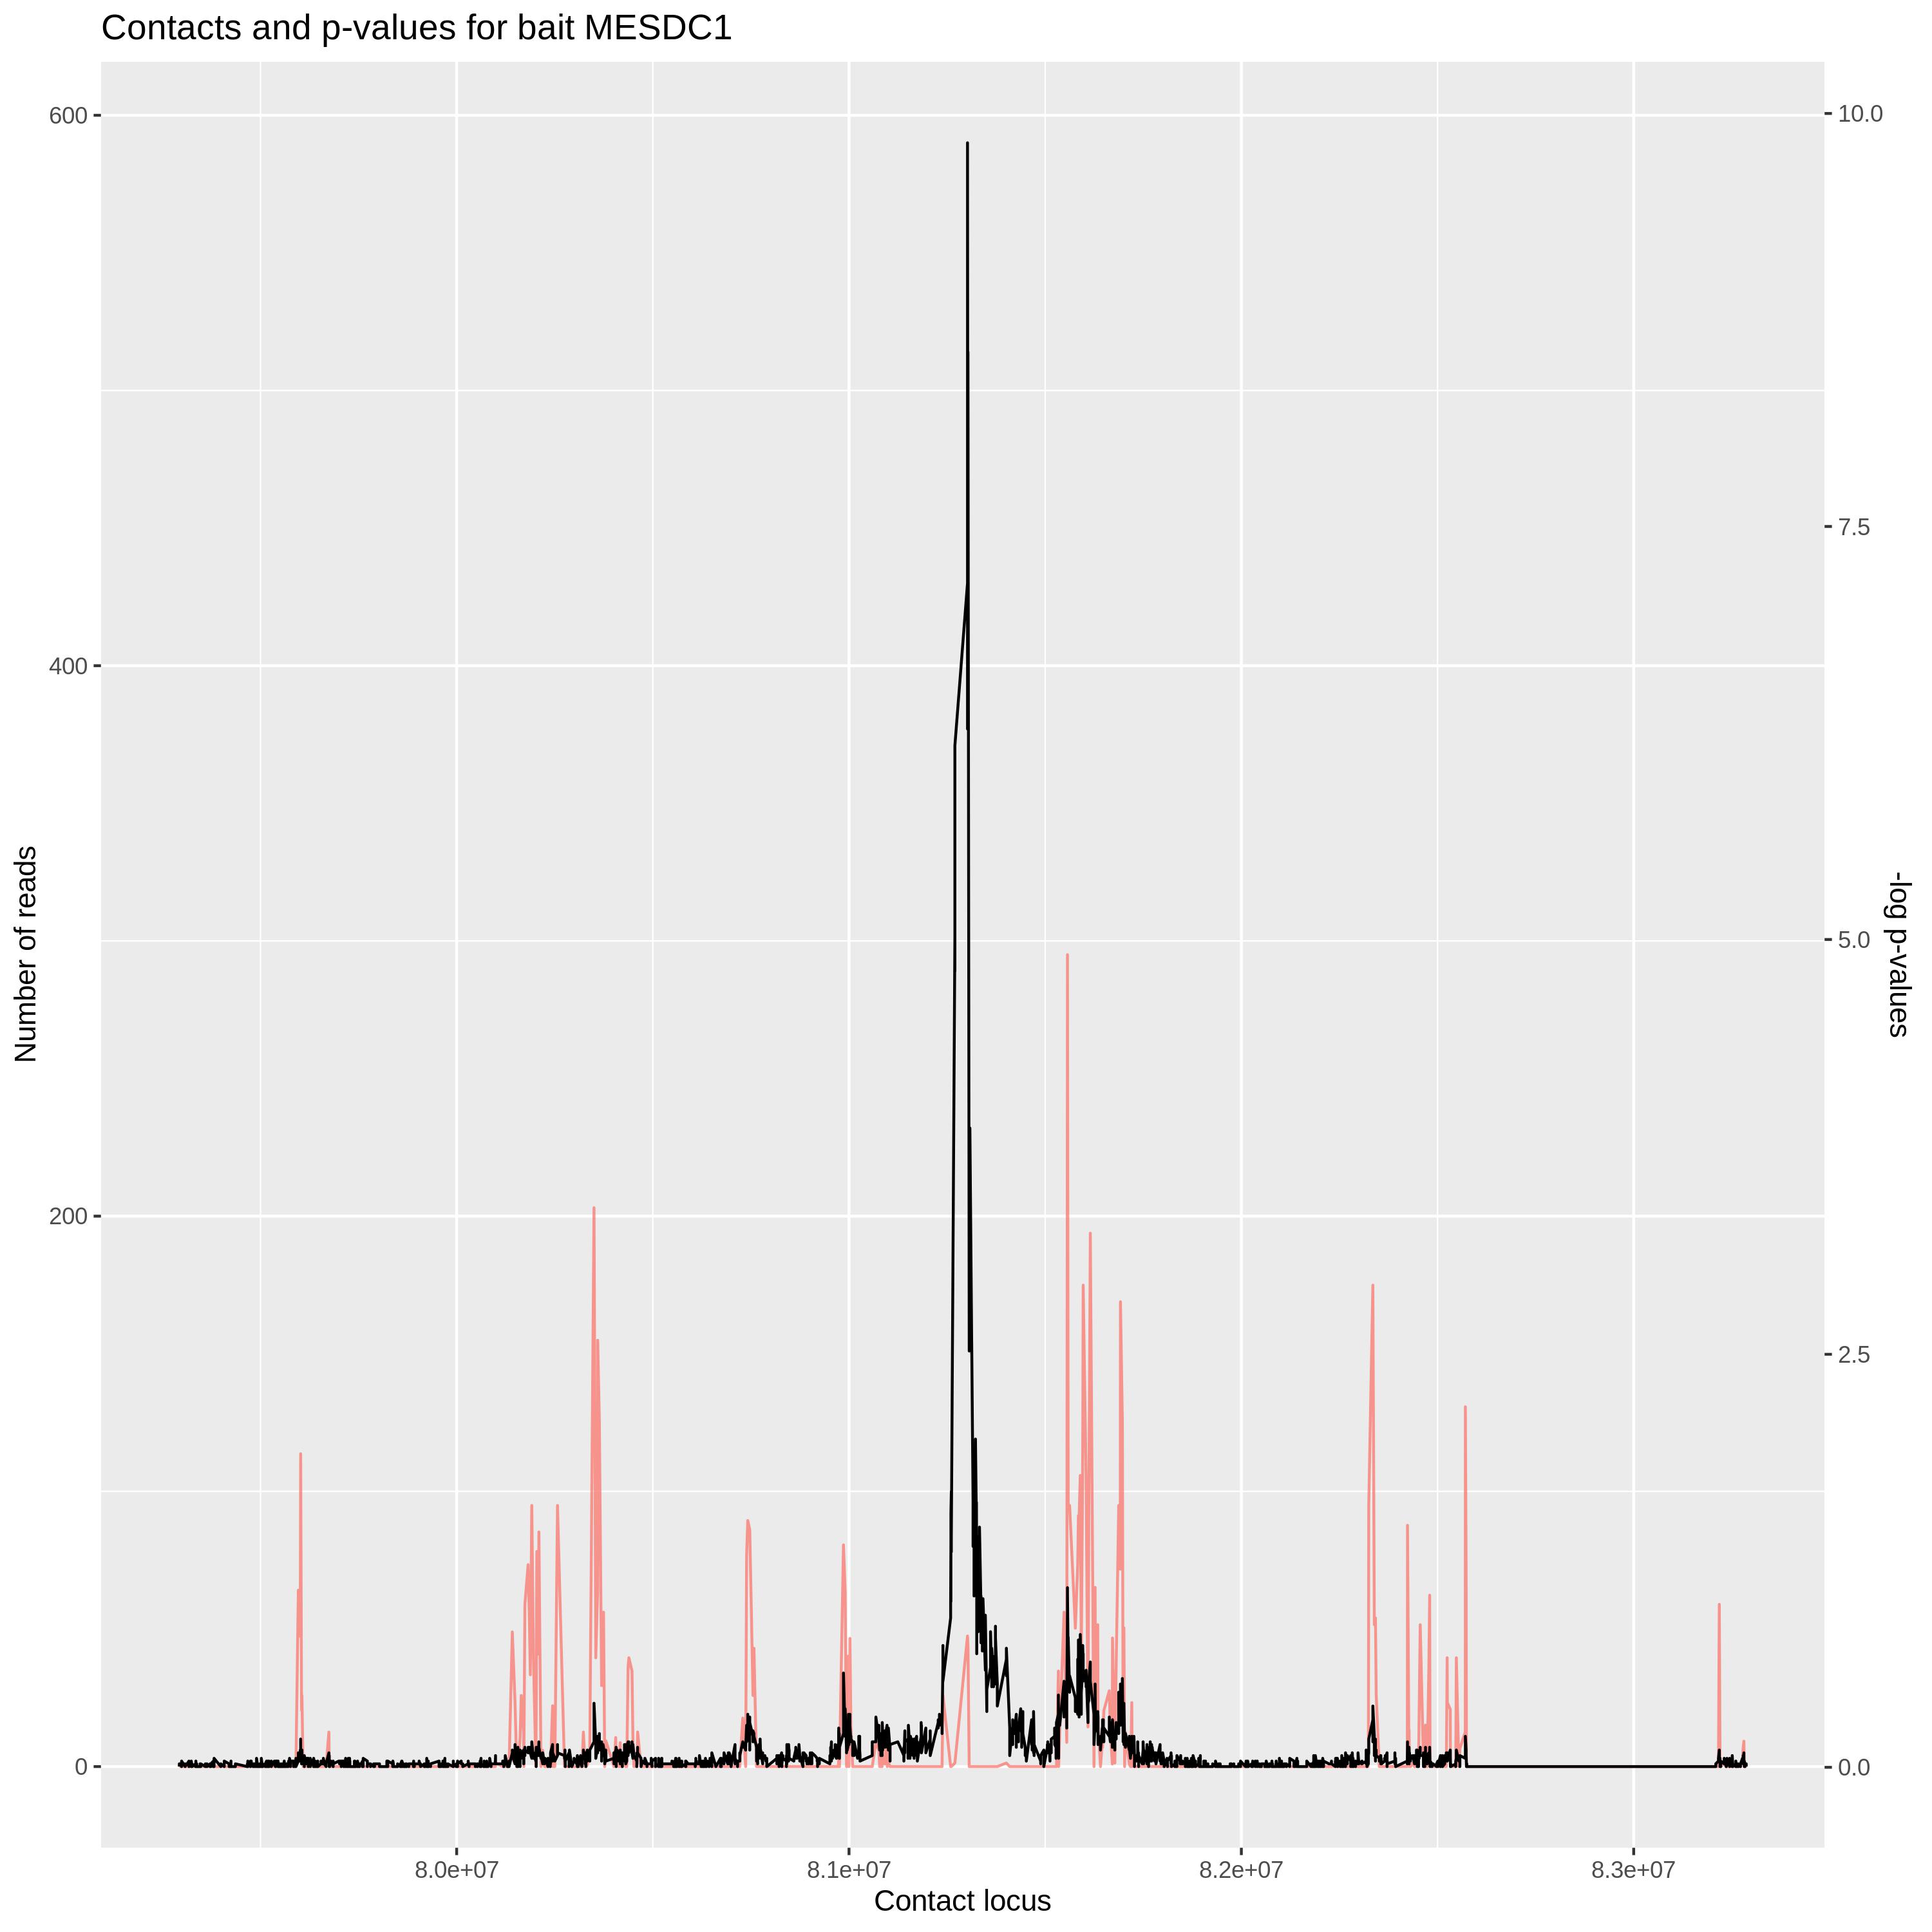 Contacts and p-values for bait MESDC1
600
400
200
0
Number of reads
10.0
7.5
5.0
2.5
0.0
-log p-values
8.0e+07 8.1e+07 8.2e+07 8.3e+07
Contact locus